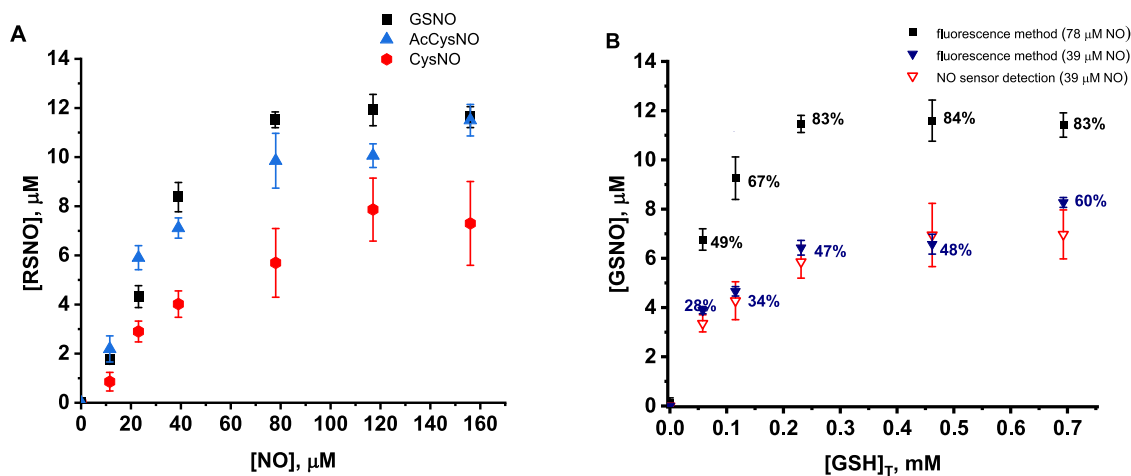 A
GSNO
AcCysNO
CysNO
[RSNO], μM
14
12
10
8
6
4
2
0
0 20 40 60 80 100 120 140 160
[NO], μM
B
fluorescence method (78 μM NO)
fluorescence method (39 μM NO)
NO sensor detection (39 μM NO)
[GSNO], μM
14
12
10
8
6
4
2
0
83%
84%
83%
67%
49%
60%
47%
48%
28%
34%
0.0 0.1 0.2 0.3 0.4 0.5 0.6 0.7
[GSH]T, mM